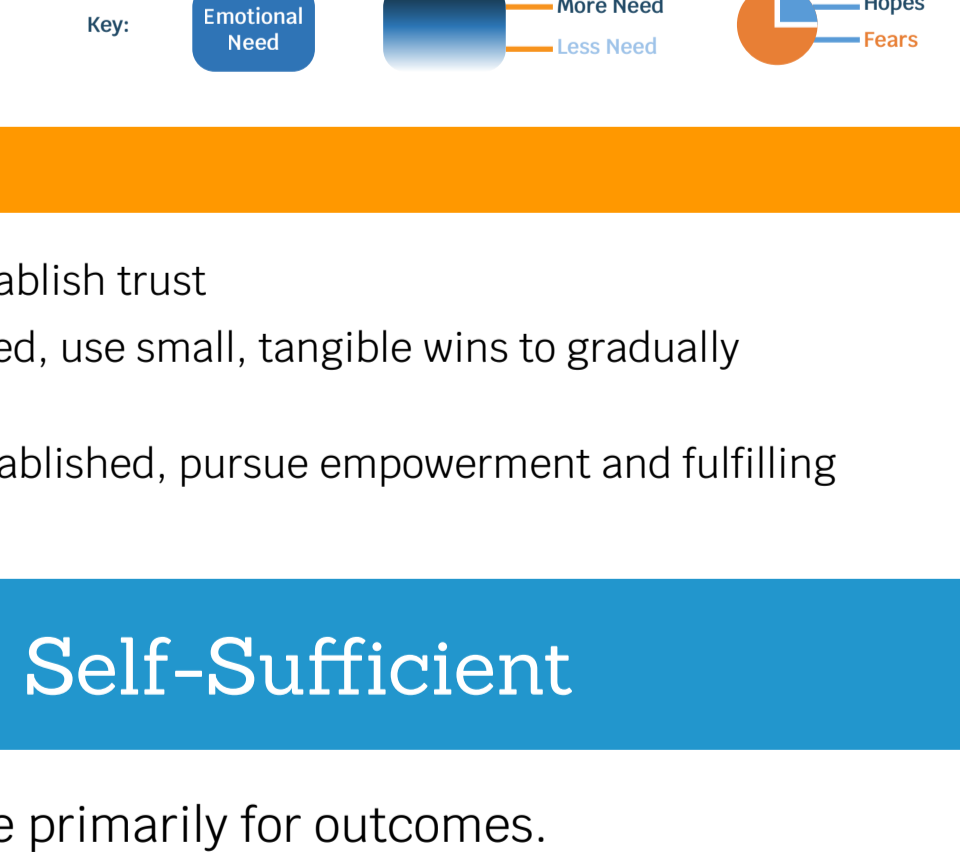 Key:
Emotional
Need
More Need
Less Need
Hopes
Fears
ablish trust
ed, use small, tangible wins to gradually
ablished, pursue empowerment and fulfilling
Self-Sufficient
e primarily for outcomes.